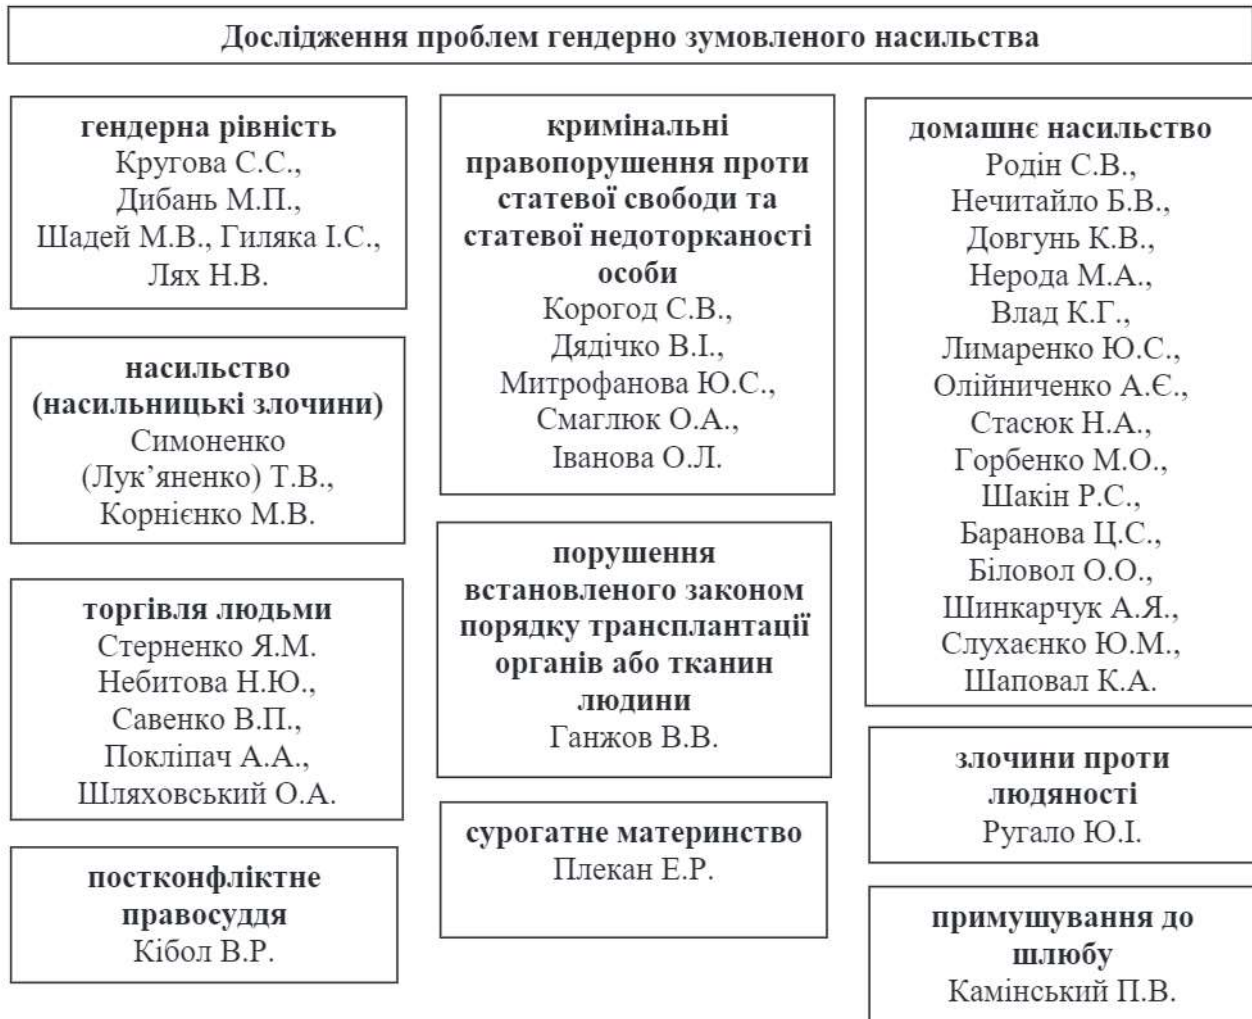 Дослідження проблем гендерно зумовленого насильства
гендерна рівність
Кругова С.С.,
Дибань М.П.,
Шадей М.В., Гиляка І.С.,
Лях Н.В.
насильство
(насильницькі злочини)
Симоненко
(Лук’яненко) Т.В.,
Корнієнко М.В.
торгівля людьми
Стерненко Я.М.
Небитова Н.Ю.,
Савенко В.П.,
Покліпач А.А.,
Шляховський О.А.
постконфліктне
правосуддя
Кібол В.Р.
кримінальні
правопорушення проти
статевої свободи та
статевої недоторканості
особи
Корогод С.В.,
Дядічко В.І.,
Митрофанова Ю.С.,
Смаглюк О.А.,
Іванова О.Л.
порушення
встановленого законом
порядку трансплантації
органів або тканин
людини
Ганжов В.В.
сурогатне материнство
Плекан Е.Р.
домашнє насильство
Родін С.В.,
Нечитайло Б.В.,
Довгунь К.В.,
Нерода М.А.,
Влад К.Г.,
Лимаренко Ю.С.,
Олійниченко А.Є.,
Стасюк Н.А.,
Горбенко М.О.,
Шакін Р.С.,
Баранова Ц.С.,
Біловол О.О.,
Шинкарчук А.Я.,
Слухаєнко Ю.М.,
Шаповал К.А.
злочини проти
людяності
Ругало Ю.І.
примушування до
шлюбу
Камінський П.В.